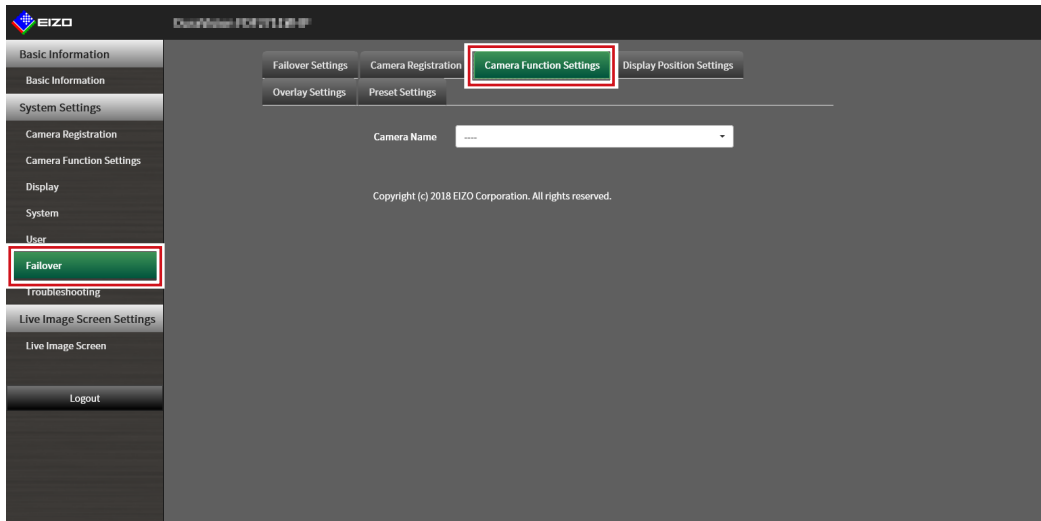 EIZO
Basic Information
Basic Information
System Settings
Camera Registration
Camera Function Settings
Display
System
User
Failover
Troubleshooting
Live Image Screen Settings
Live Image Screen
Logout
Failover Settings Camera Registration Camera Function Settings Display Position Settings
Overlay Settings Preset Settings
Camera Name ----
Copyright (c) 2018 EIZO Corporation. All rights reserved.